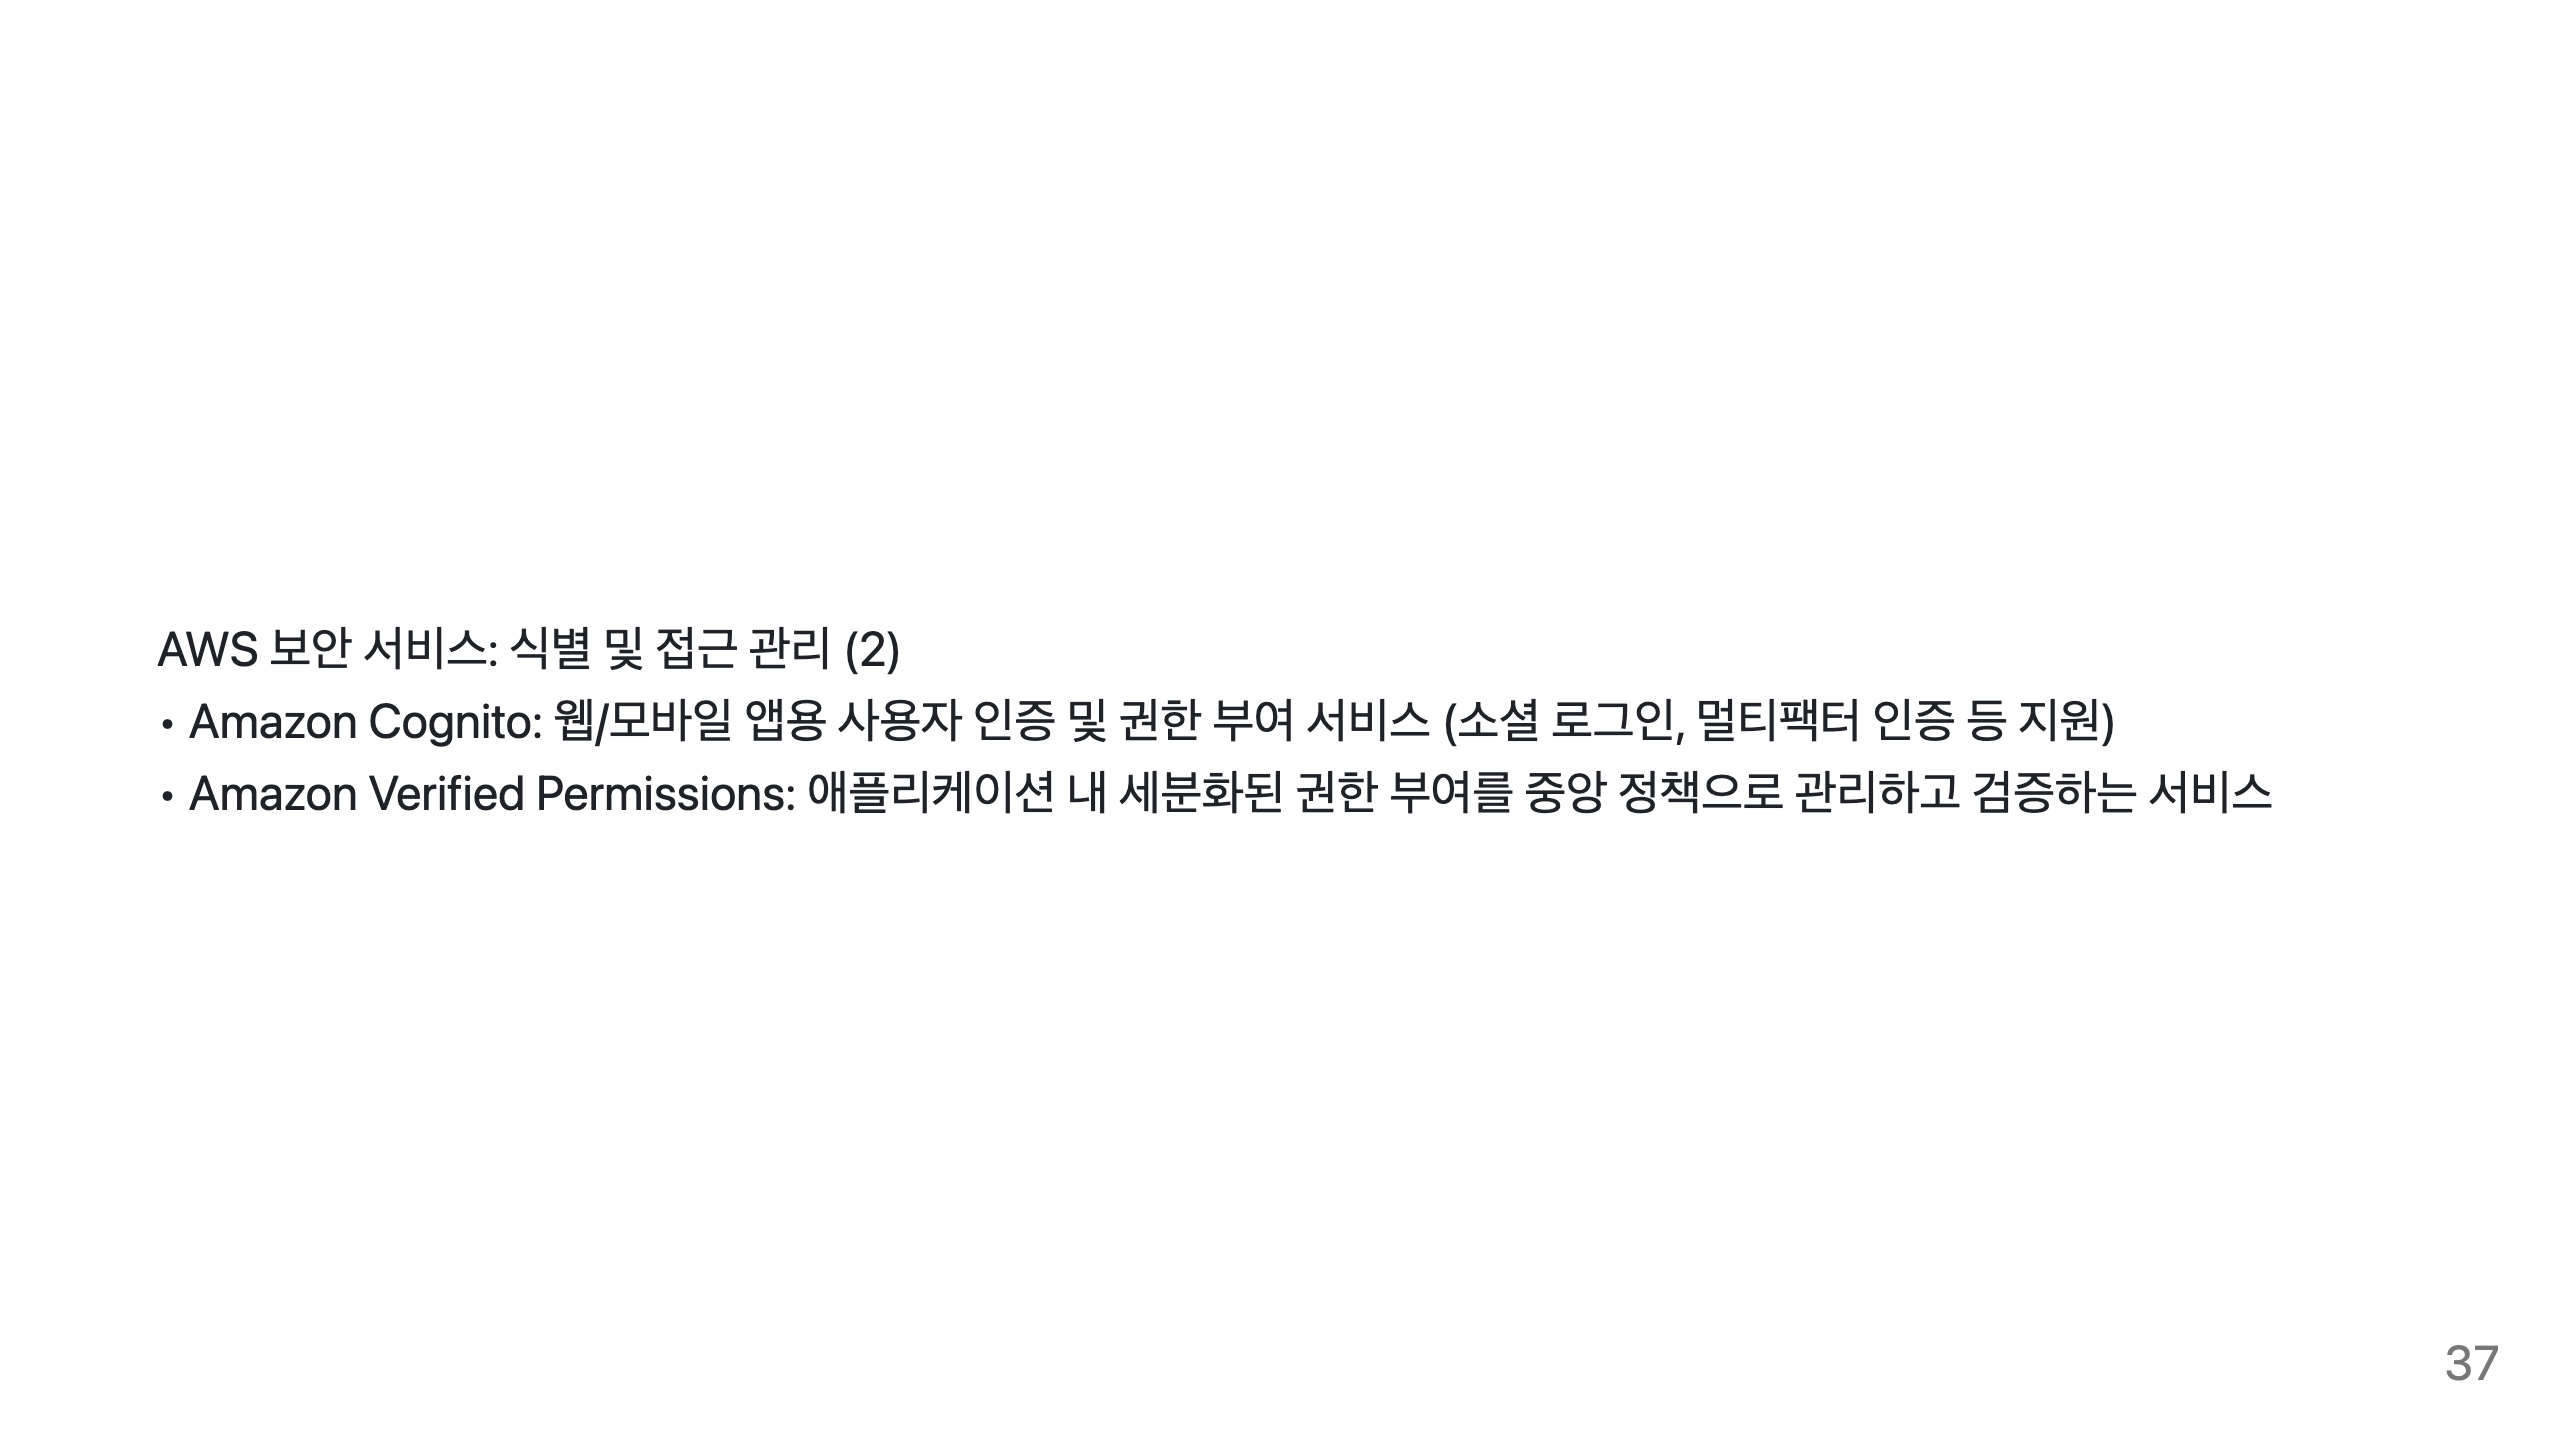 AWS 보안 서비스: 식별 및 접근 관리 (2)
• Amazon Cognito: 웹/모바일 앱용 사용자 인증 및 권한 부여 서비스 (소셜 로그인, 멀티팩터 인증 등 지원)
• Amazon Verified Permissions: 애플리케이션 내 세분화된 권한 부여를 중앙 정책으로 관리하고 검증하는 서비스
37